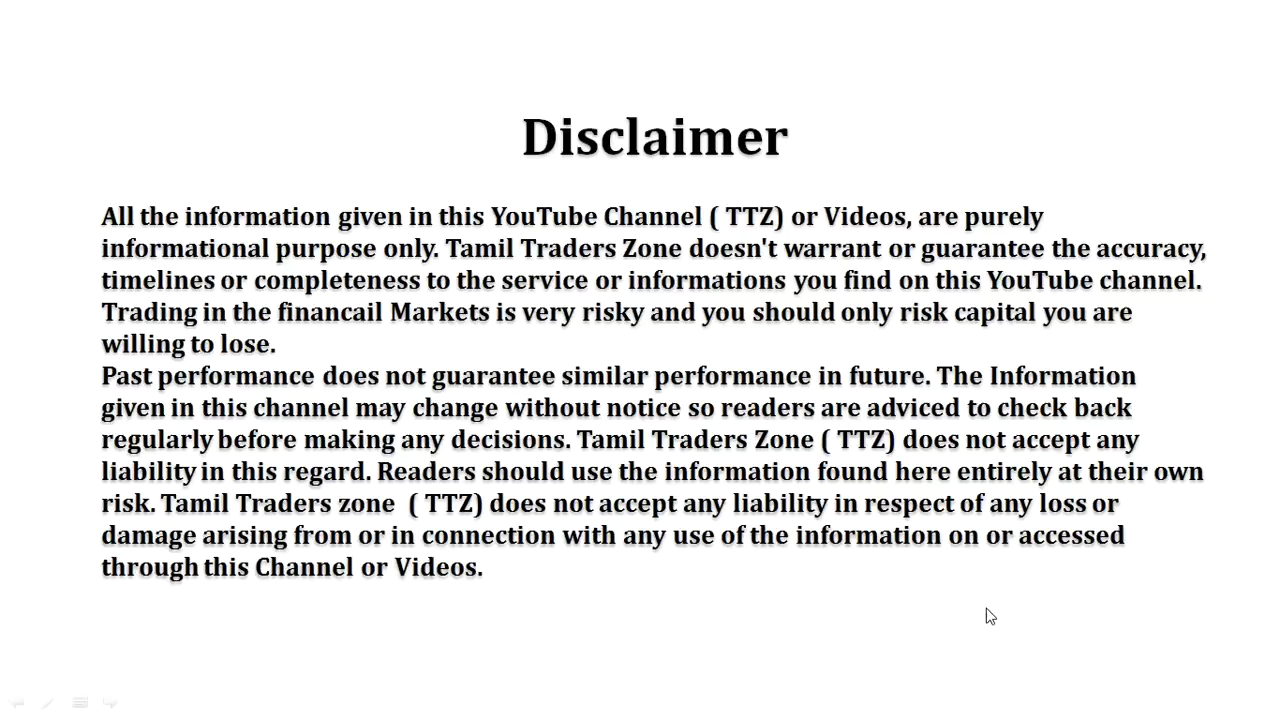 Disclaimer
All the information given in this YouTube Channel ( TTZ) or Videos, are purely
informational purpose only. Tamil Traders Zone doesn't warrant or guarantee the accuracy,
timelines or completeness to the service or informations you find on this YouTube channel.
Trading in the financail Markets is very risky and you should only risk capital you are
willing to lose.
Past performance does not guarantee similar performance in future. The Information
given in this channel may change without notice so readers are adviced to check back
regularly before making any decisions. Tamil Traders Zone ( TTZ) does not accept any
liability in this regard. Readers should use the information found here entirely at their own
risk. Tamil Traders zone  ( TTZ) does not accept any liability in respect of any loss or
damage arising from or in connection with any use of the information on or accessed
through this Channel or Videos.